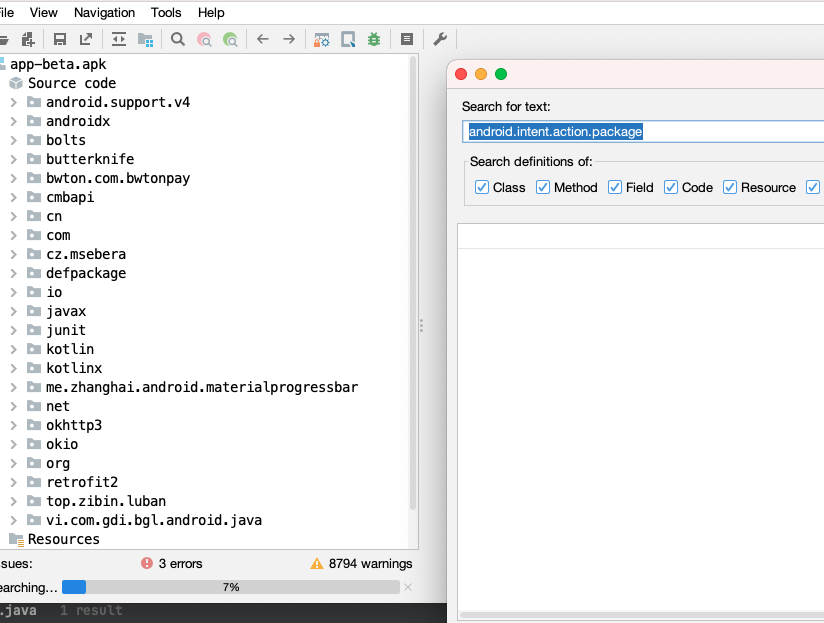 ile View Navigation Tools Help
app-beta.apk
Source code
android.support.v4
androidx
bolts
butterknife
bwton.com.bwtonpay
cmbapi
cn
com
cz.msebera
defpackage
io
javax
junit
kotlin
kotlinx
me.zhanghai.android.materialprogressbar
net
okhttp3
okio
org
retrofit2
top.zibin.luban
vi.com.gdi.bgl.android.java
Resources
sues: 3 errors 8794 warnings
earching... 7%
.java 1 result
Search for text:
android.intent.action.package
Search definitions of:
Class Method Field Code Resource